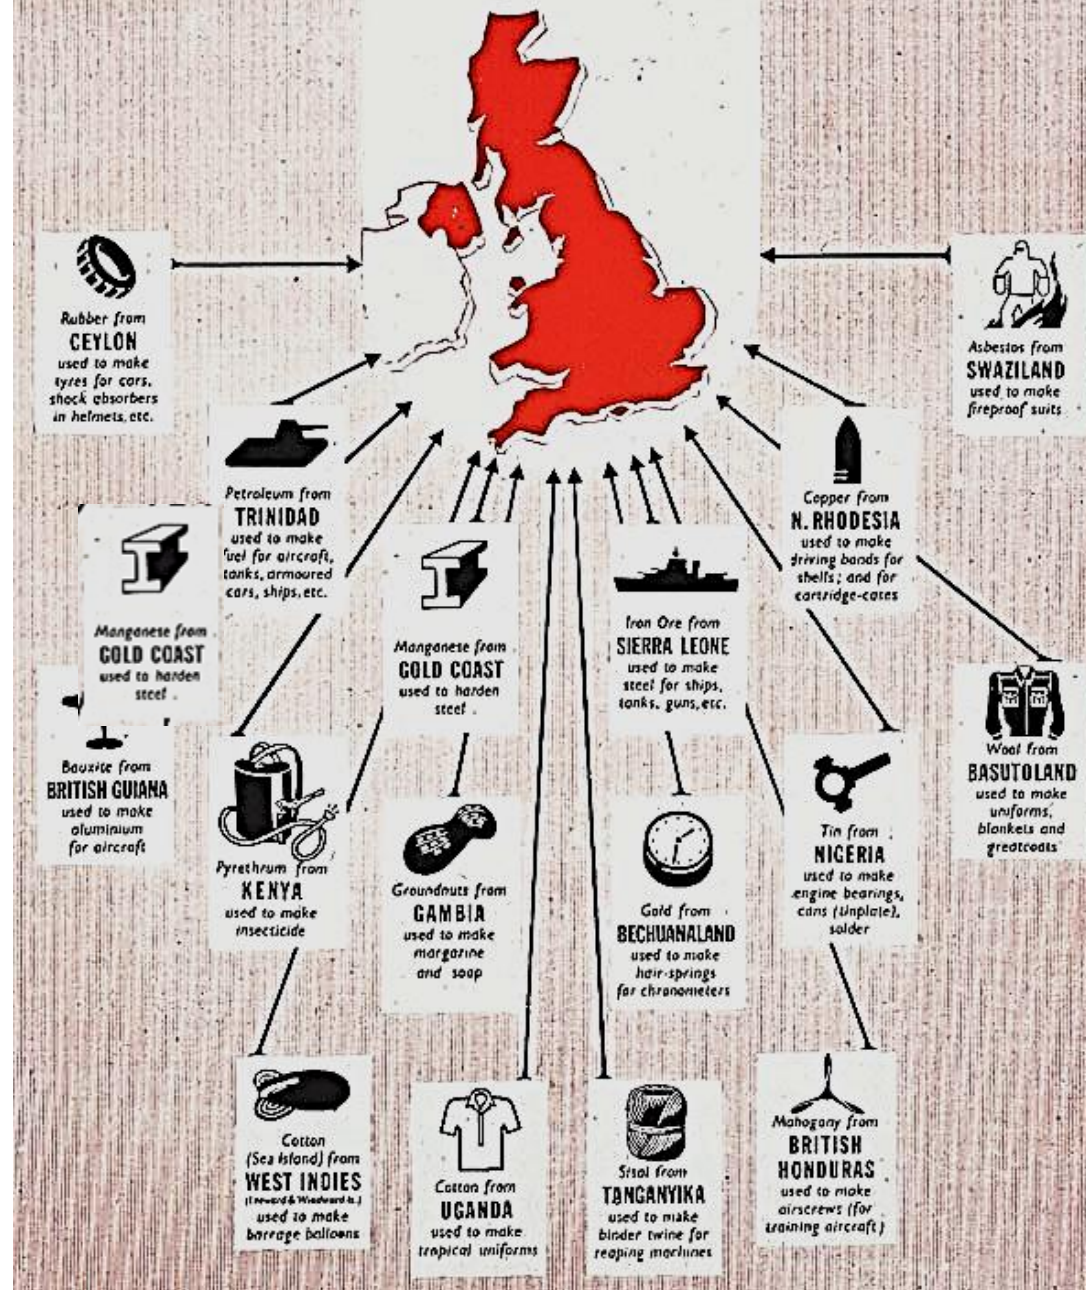 Rubber from
CEYLON
used to make
tyres for cars,
shock absorbers
in helmets, etc.
Asbestos from
SWAZILAND
used to make
fireproof suits
Petroleum from
TRINIDAD
used to make
fuel for aircraft,
tanks, armoured
cars, ships, etc.
Copper from
N. RHODESIA
used to make
driving bands for
shells; and for
cartridge-cases
Manganese from
GOLD COAST
used to harden
steel.
Manganese from
GOLD COAST
used to harden
steel.
Iron Ore from
SIERRA LEONE
used to make
steel for ships,
tanks, guns, etc.
Bauxite from
BRITISH GUIANA
used to make
aluminium
for aircraft
Wool from
BASUTOLAND
used to make
uniforms,
blankets and
greatcoats
Pyrethrum from
KENYA
used to make
insecticide
Groundnuts from
GAMBIA
used to make
margarine
and soap
Gold from
BECHUANALAND
used to make
hair-springs
for chronometers
Tin from
NIGERIA
used to make
engine bearings,
cans (tinplate),
solder
Cotton
(Sea Island) from
WEST INDIES
(Leeward & Windward Is.)
used to make
barrage balloons
Cotton from
UGANDA
used to make
tropical uniforms
Sisal from
TANGANYIKA
used to make
binder twine for
reaping machines
Mahogany from
BRITISH
HONDURAS
used to make
airscrews (for
training aircraft)